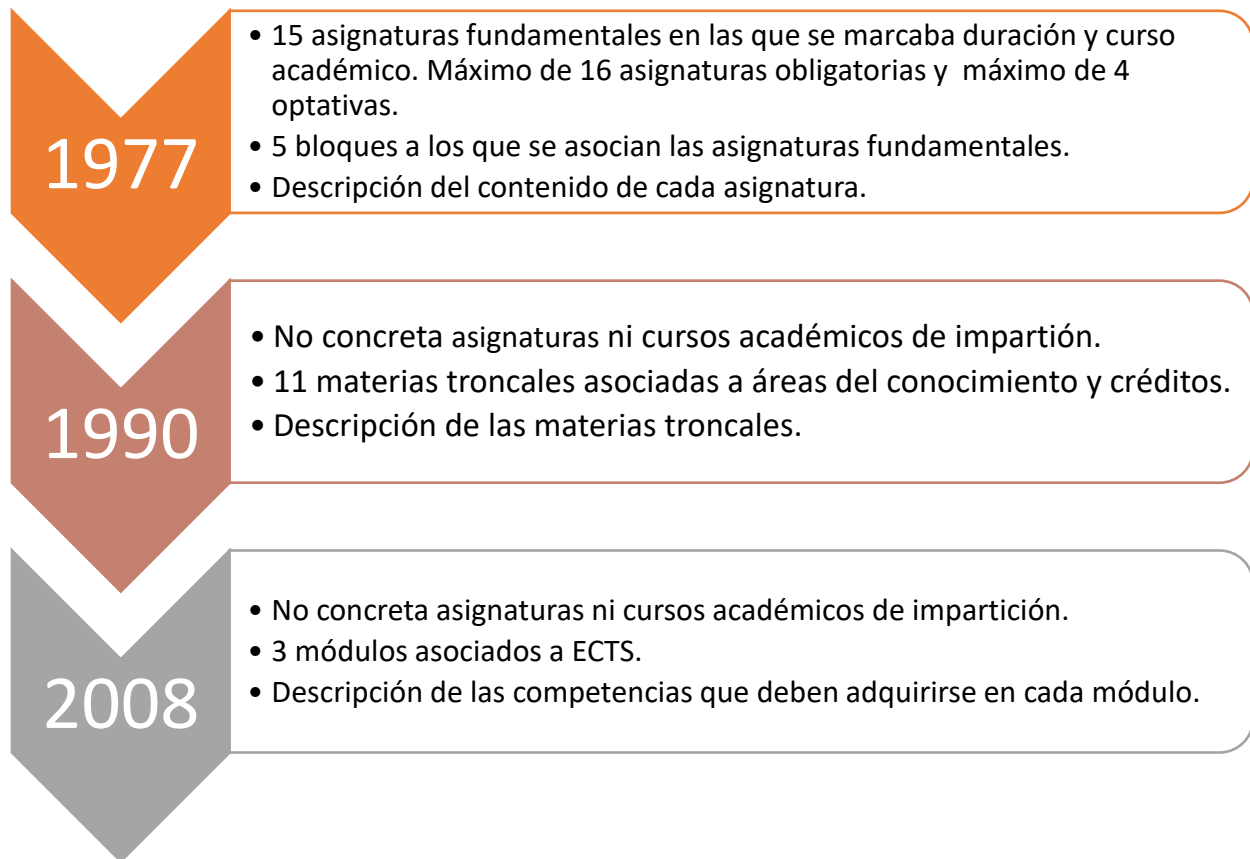 1977
• 15 asignaturas fundamentales en las que se marcaba duración y curso
académico. Máximo de 16 asignaturas obligatorias y  máximo de 4
optativas.
• 5 bloques a los que se asocian las asignaturas fundamentales.
• Descripción del contenido de cada asignatura.
1990
• No concreta asignaturas ni cursos académicos de impartión.
• 11 materias troncales asociadas a áreas del conocimiento y créditos.
• Descripción de las materias troncales.
2008
• No concreta asignaturas ni cursos académicos de impartición.
• 3 módulos asociados a ECTS.
• Descripción de las competencias que deben adquirirse en cada módulo.